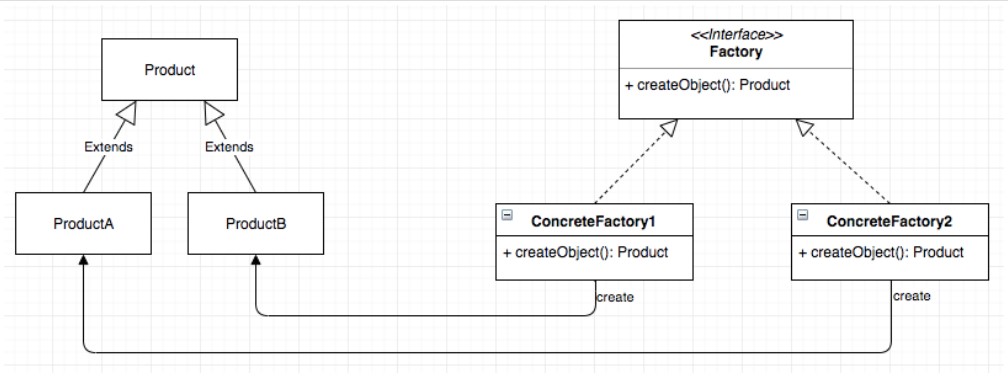 <<Interface>>
Factory
+ createObject(): Product
Product
Extends
Extends
ProductA
ProductB
ConcreteFactory1
+ createObject(): Product
create
ConcreteFactory2
+ createObject(): Product
create